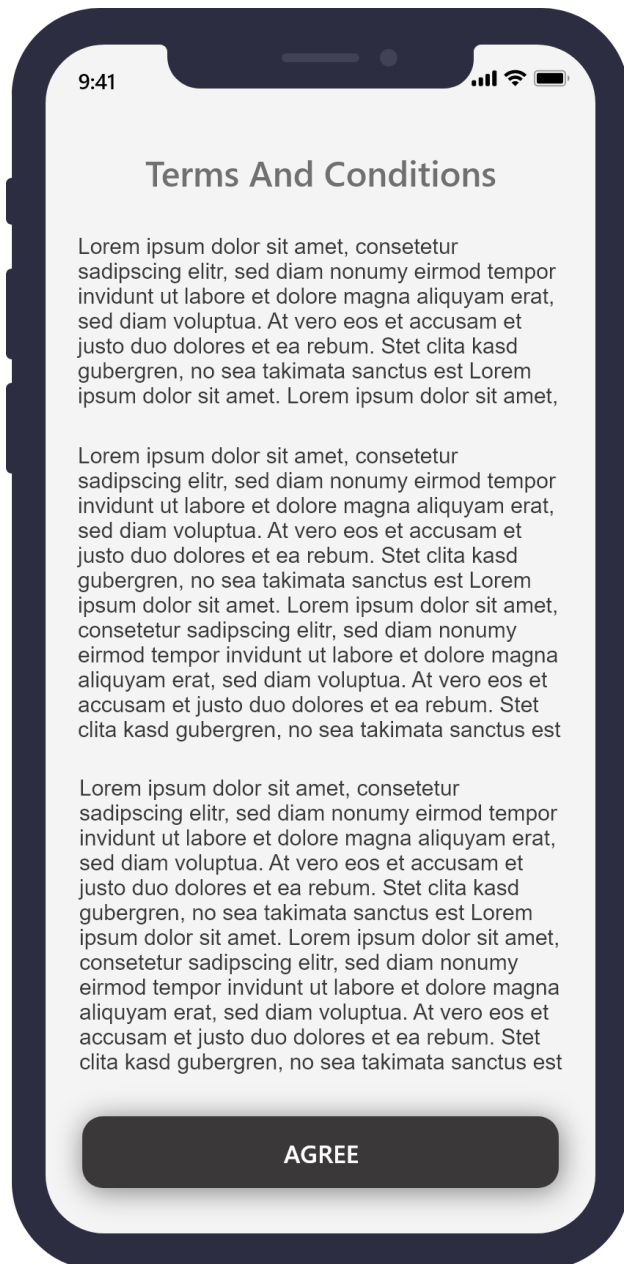 9:41
Terms And Conditions
Lorem ipsum dolor sit amet, consetetur
sadipscing elitr, sed diam nonumy eirmod tempor
invidunt ut labore et dolore magna aliquyam erat,
sed diam voluptua. At vero eos et accusam et
justo duo dolores et ea rebum. Stet clita kasd
gubergren, no sea takimata sanctus est Lorem
ipsum dolor sit amet. Lorem ipsum dolor sit amet,
Lorem ipsum dolor sit amet, consetetur
sadipscing elitr, sed diam nonumy eirmod tempor
invidunt ut labore et dolore magna aliquyam erat,
sed diam voluptua. At vero eos et accusam et
justo duo dolores et ea rebum. Stet clita kasd
gubergren, no sea takimata sanctus est Lorem
ipsum dolor sit amet. Lorem ipsum dolor sit amet,
consetetur sadipscing elitr, sed diam nonumy
eirmod tempor invidunt ut labore et dolore magna
aliquyam erat, sed diam voluptua. At vero eos et
accusam et justo duo dolores et ea rebum. Stet
clita kasd gubergren, no sea takimata sanctus est
Lorem ipsum dolor sit amet, consetetur
sadipscing elitr, sed diam nonumy eirmod tempor
invidunt ut labore et dolore magna aliquyam erat,
sed diam voluptua. At vero eos et accusam et
justo duo dolores et ea rebum. Stet clita kasd
gubergren, no sea takimata sanctus est Lorem
ipsum dolor sit amet. Lorem ipsum dolor sit amet,
consetetur sadipscing elitr, sed diam nonumy
eirmod tempor invidunt ut labore et dolore magna
aliquyam erat, sed diam voluptua. At vero eos et
accusam et justo duo dolores et ea rebum. Stet
clita kasd gubergren, no sea takimata sanctus est
AGREE